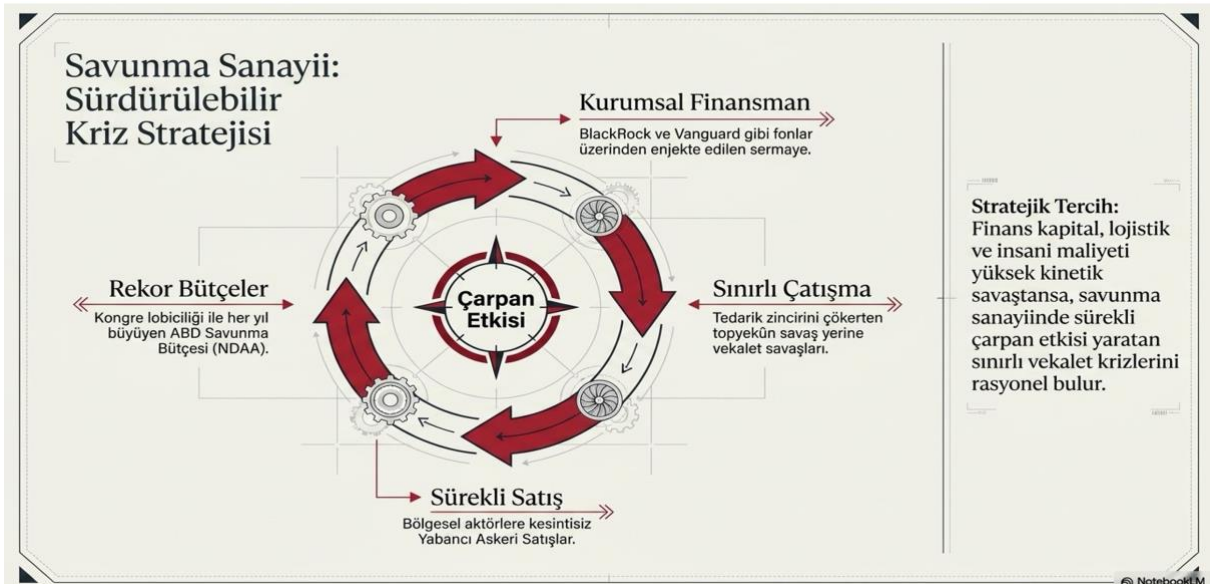 Savunma Sanayii:
Sürdürülebilir
Kriz Stratejisi
Kurumsal Finansman
BlackRock ve Vanguard gibi fonlar
üzerinden enjekte edilen sermaye.
Sınırlı Çatışma
Tedarik zincirini çökerten
topyekûn savaş yerine
vekalet savaşları.
Sürekli Satış
Bölgesel aktörlere kesintisiz
Yabancı Askeri Satışlar.
Rekor Bütçeler
Kongre lobiciliği ile her yıl
büyüyen ABD Savunma
Bütçesi (NDAA).
Çarpan
Etkisi
Stratejik Tercih:
Finans kapital, lojistik
ve insani maliyeti
yüksek kinetik
savaştansa, savunma
sanayiinde sürekli
çarpan etkisi yaratan
sınırlı vekalet krizlerini
rasyonel bulur.
NotebookLM